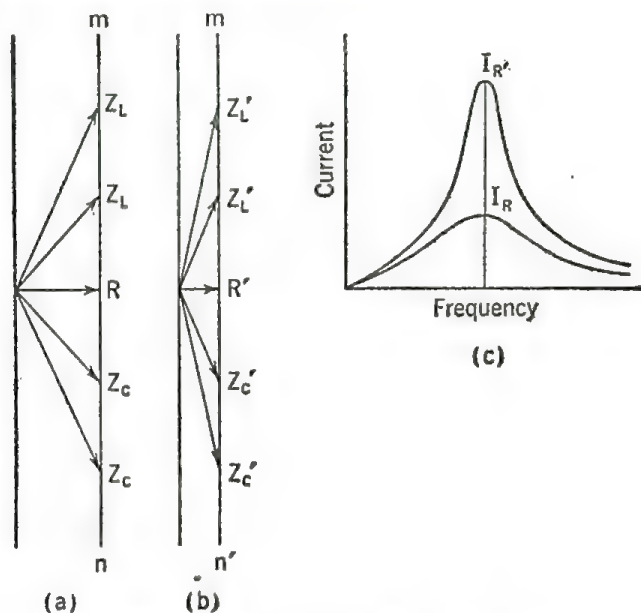 m
Z_L
Z_L
R
Z_C
Z_C
n
(a)
m
Z_L'
Z_L'
R'
Z_C'
Z_C'
n'
(b)
I_R'
I_R
Current
Frequency
(c)